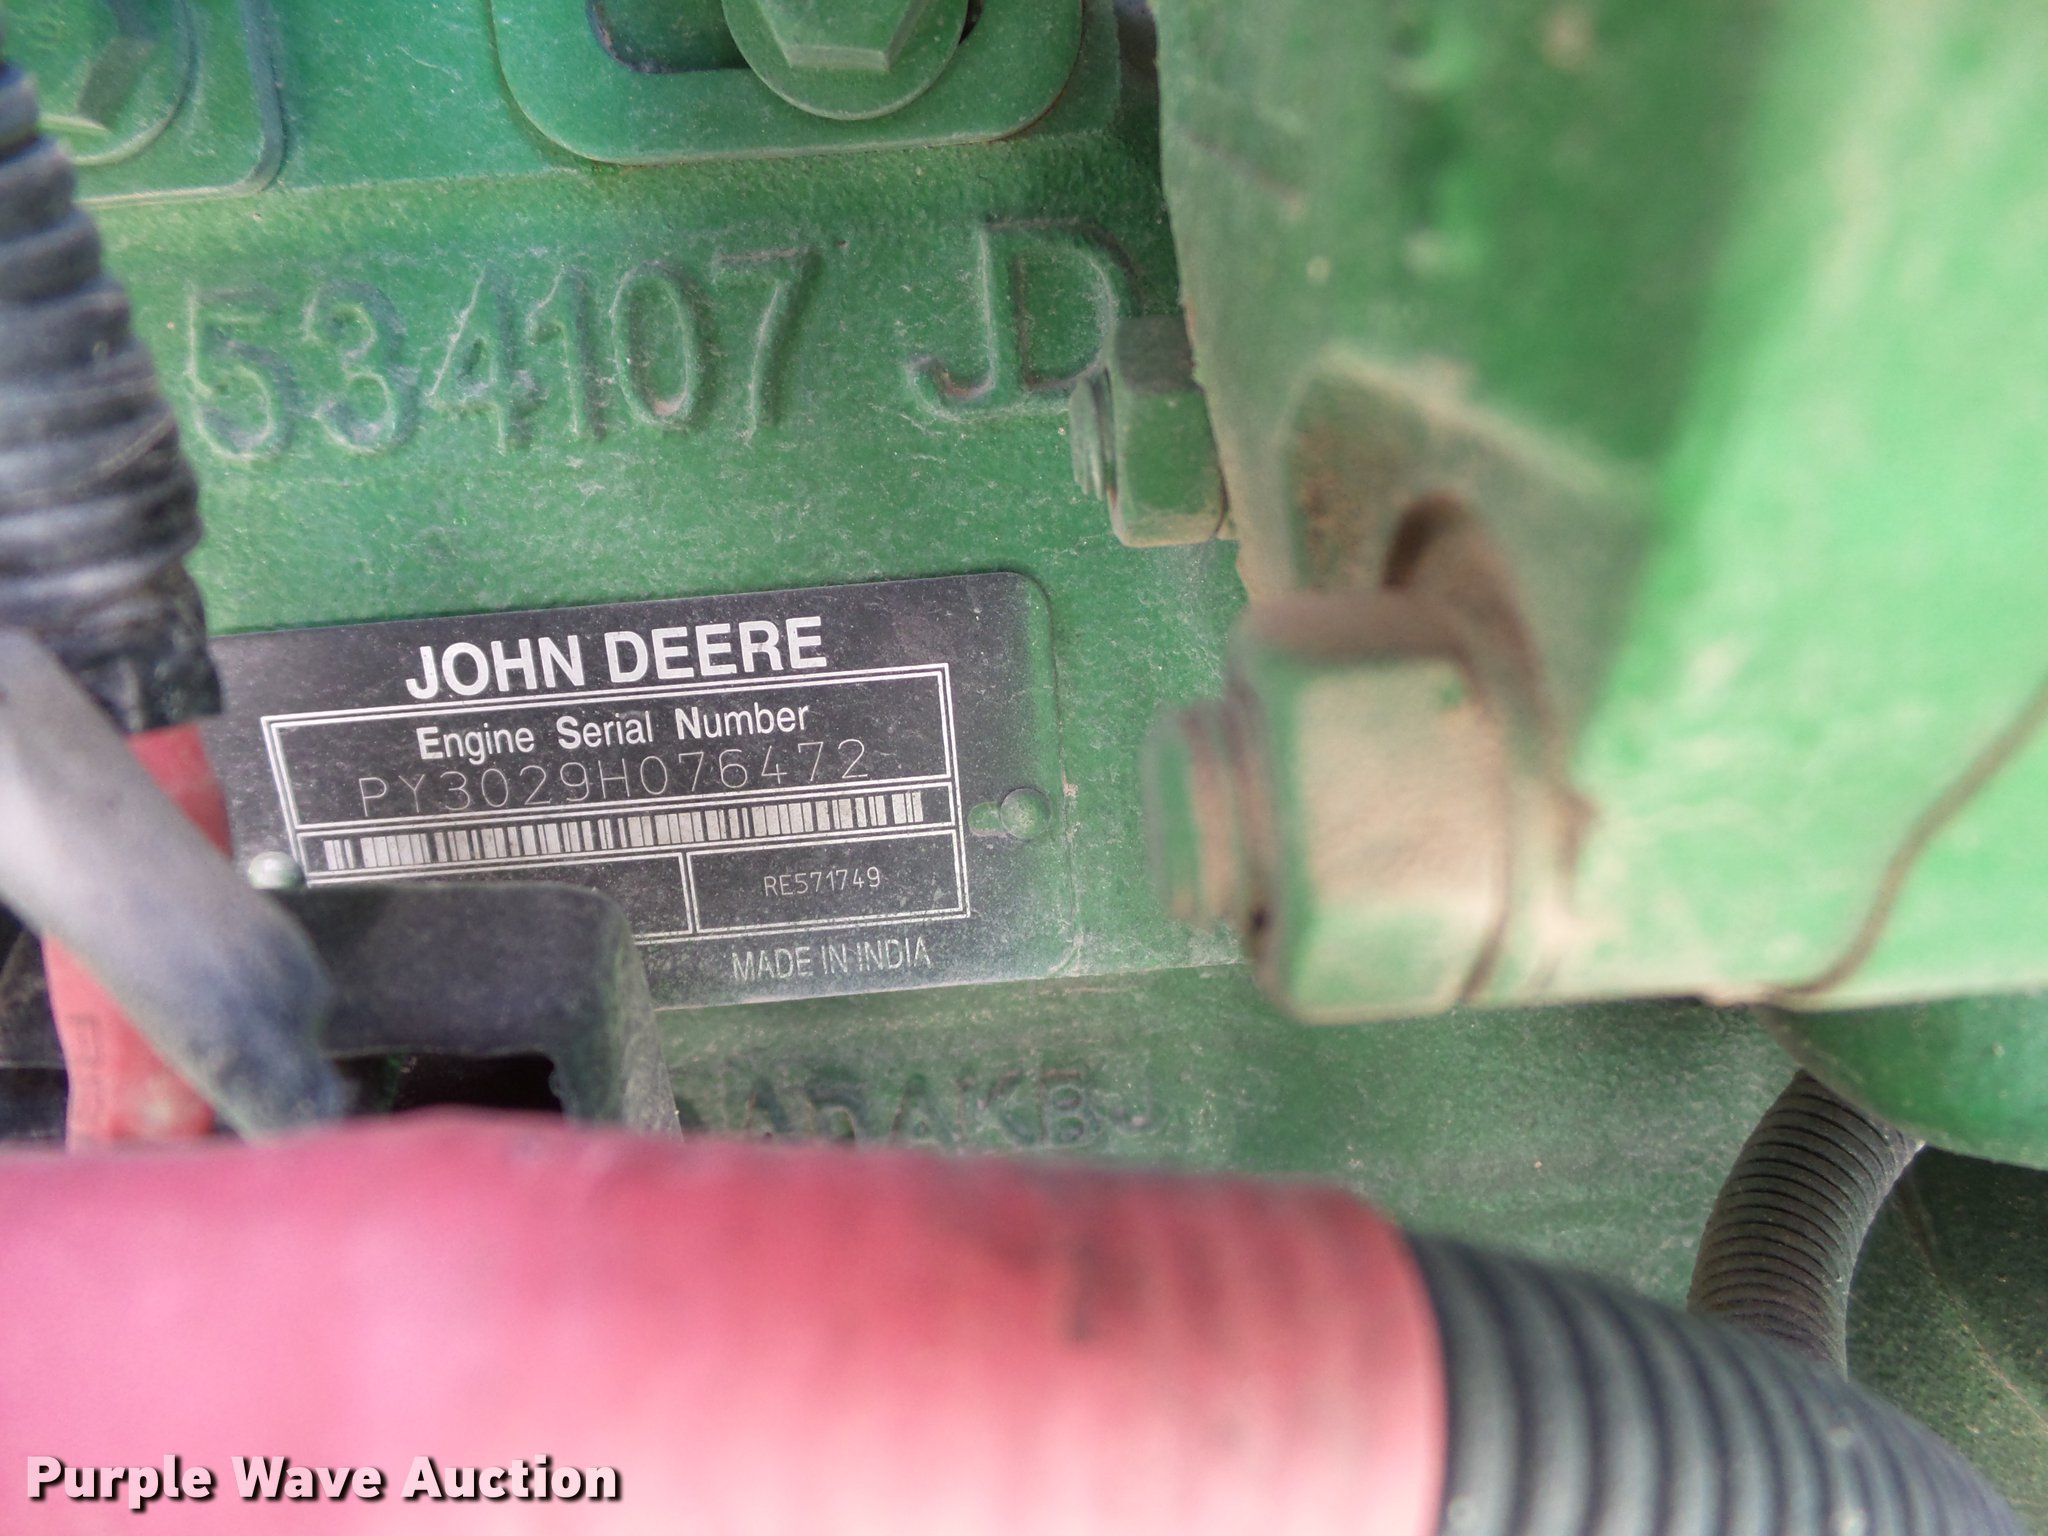 534107 JD
JOHN DEERE
Engine Serial Number
PY3029H076472
RE571749
MADE IN INDIA
Purple Wave Auction